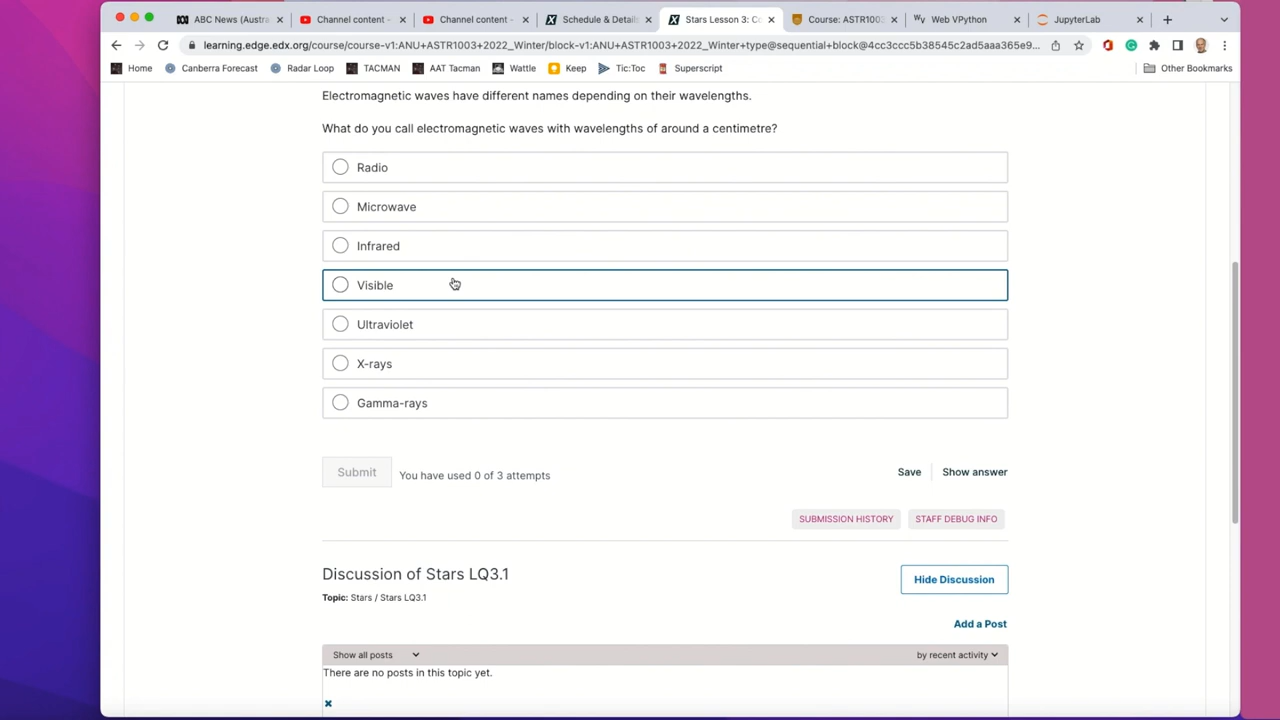 ABC News (Austra
Channel content -
Channel content -
Schedule & Details
Stars Lesson 3: Co
Course: ASTR1003
Web VPython
JupyterLab
learning.edge.edx.org/course/course-v1:ANU+ASTR1003+2022_Winter/block-v1:ANU+ASTR1003+2022_Winter+type@sequential+block@4cc3ccc5b38545c2ad5aaa365e9...
Home
Canberra Forecast
Radar Loop
TACMAN
AAT Tacman
Wattle
Keep
Tic:Toc
Superscript
Other Bookmarks
Electromagnetic waves have different names depending on their wavelengths.
What do you call electromagnetic waves with wavelengths of around a centimetre?
Radio
Microwave
Infrared
Visible
Ultraviolet
X-rays
Gamma-rays
Submit
You have used 0 of 3 attempts
Save
Show answer
SUBMISSION HISTORY
STAFF DEBUG INFO
Discussion of Stars LQ3.1
Hide Discussion
Topic: Stars / Stars LQ3.1
Add a Post
Show all posts
by recent activity
There are no posts in this topic yet.